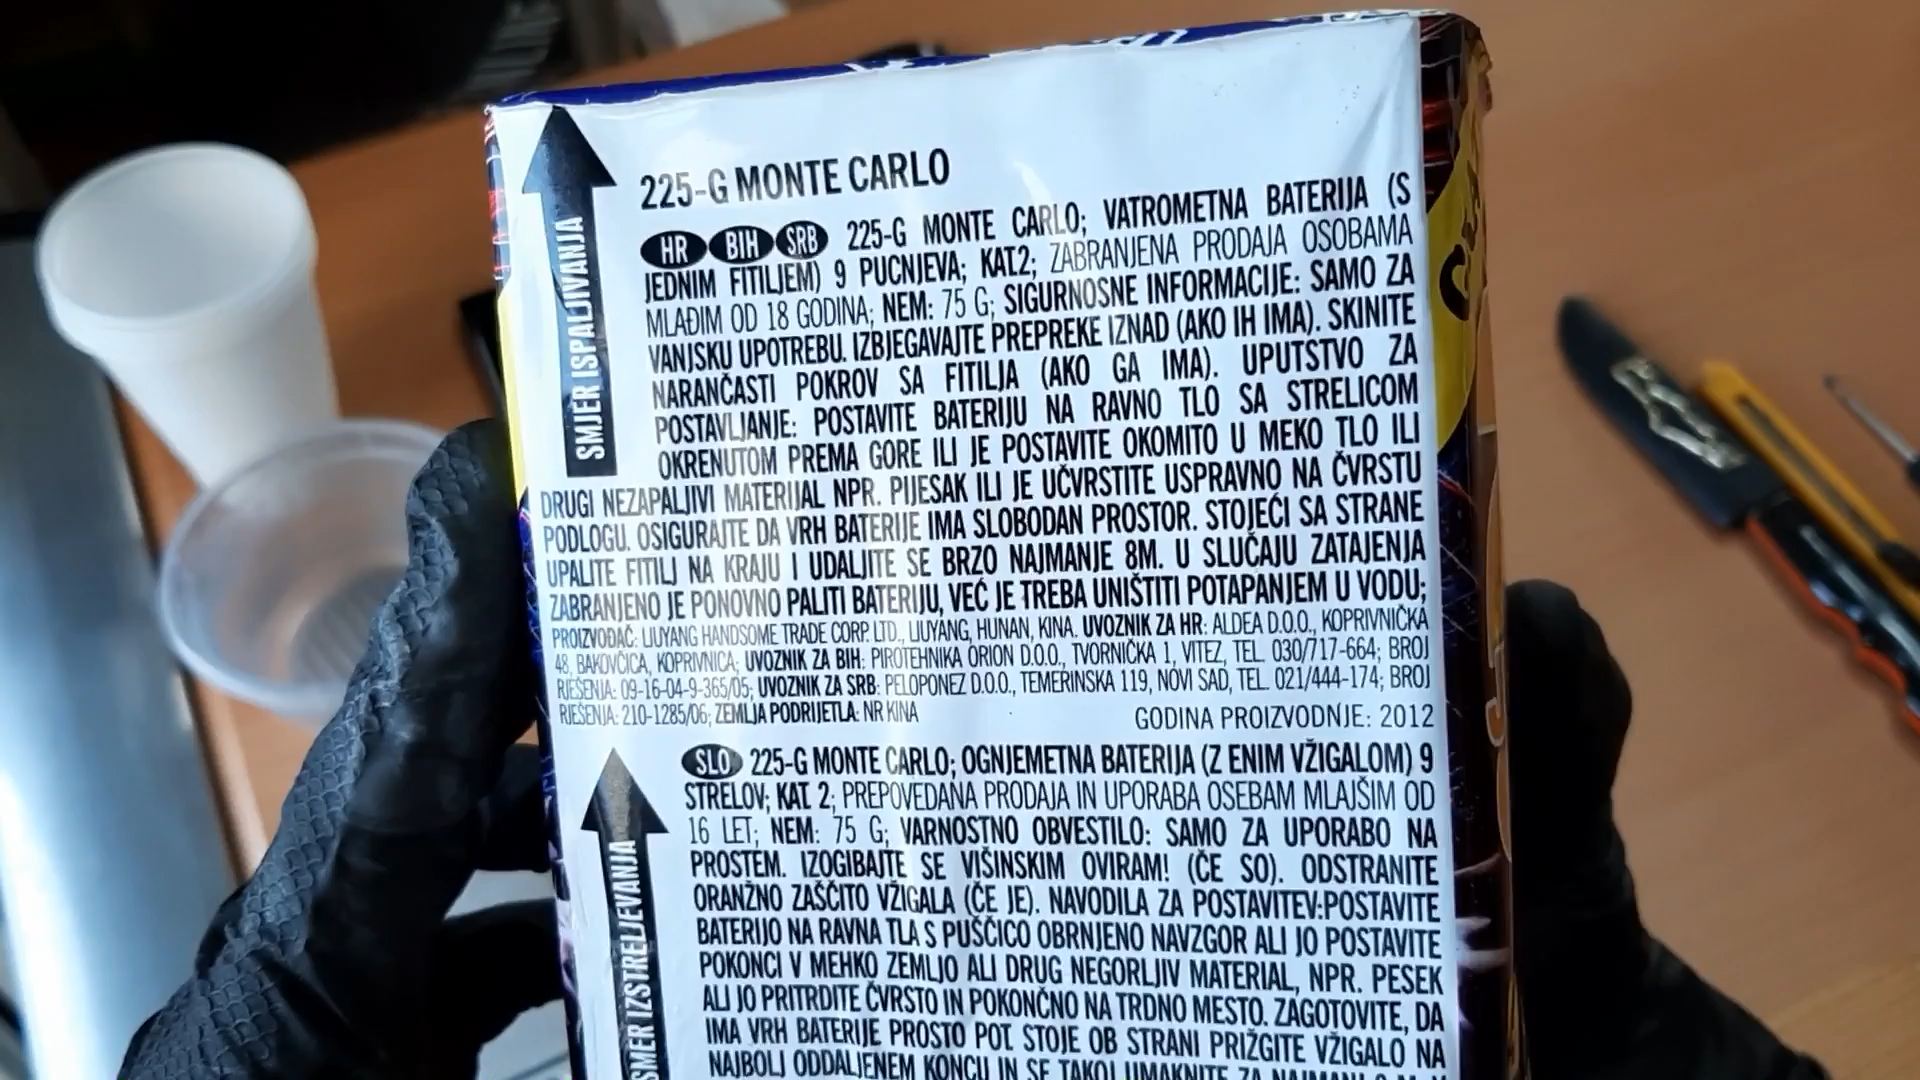 225-G MONTE CARLO
SMJER ISPALJIVANJA
HR BIH SRB 225-G MONTE CARLO; VATROMETNA BATERIJA (S
JEDNIM FITILJEM) 9 PUCNJEVA; KAT2; ZABRANJENA PRODAJA OSOBAMA
MLAĐIM OD 18 GODINA; NEM: 75 G; SIGURNOSNE INFORMACIJE: SAMO ZA
VANJSKU UPOTREBU. IZBJEGAVAJTE PREPREKE IZNAD (AKO IH IMA). SKINITE
NARANČASTI POKROV SA FITILJA (AKO GA IMA). UPUTSTVO ZA
POSTAVLJANJE: POSTAVITE BATERIJU NA RAVNO TLO SA STRELICOM
OKRENUTOM PREMA GORE ILI JE POSTAVITE OKOMITO U MEKO TLO ILI
DRUGI NEZAPALJIVI MATERIJAL NPR. PIJESAK ILI JE UČVRSTITE USPRAVNO NA ČVRSTU
PODLOGU. OSIGURAJTE DA VRH BATERIJE IMA SLOBODAN PROSTOR. STOJEĆI SA STRANE
UPALITE FITILJ NA KRAJU I UDALJITE SE BRZO NAJMANJE 8M. U SLUČAJU ZATAJENJA
ZABRANJENO JE PONOVNO PALITI BATERIJU, VEĆ JE TREBA UNIŠTITI POTAPANJEM U VODU;
PROIZVOĐAČ: LIUYANG HANDSOME TRADE CORP. LTD., LIUYANG, HUNAN, KINA. UVOZNIK ZA HR: ALDEA D.O.O., KOPRIVNIČKA
48, BAKOVČICA, KOPRIVNICA; UVOZNIK ZA BIH: PIROTEHNIKA ORION D.O.O., TVORNIČKA 1, VITEZ, TEL. 030/717-664; BROJ
RJEŠENJA: 09-16-04-9-365/05; UVOZNIK ZA SRB: PELOPONEZ D.O.O., TEMERINSKA 119, NOVI SAD, TEL. 021/444-174; BROJ
RJEŠENJA: 210-1285/06; ZEMLJA PODRIJETLA: NR KINA
GODINA PROIZVODNJE: 2012
SMER IZSTRELJEVANJA
SLO 225-G MONTE CARLO; OGNJEMETNA BATERIJA (Z ENIM VŽIGALOM) 9
STRELOV; KAT 2; PREPOVEDANA PRODAJA IN UPORABA OSEBAM MLAJŠIM OD
16 LET; NEM: 75 G; VARNOSTNO OBVESTILO: SAMO ZA UPORABO NA
PROSTEM. IZOGIBAJTE SE VIŠINSKIM OVIRAM! (ČE SO). ODSTRANITE
ORANŽNO ZAŠČITO VŽIGALA (ČE JE). NAVODILA ZA POSTAVITEV:POSTAVITE
BATERIJO NA RAVNA TLA S PUŠČICO OBRNJENO NAVZGOR ALI JO POSTAVITE
POKONCI V MEHKO ZEMLJO ALI DRUG NEGORLJIV MATERIAL, NPR. PESEK
ALI JO PRITRDITE ČVRSTO IN POKONČNO NA TRDNO MESTO. ZAGOTOVITE, DA
IMA VRH BATERIJE PROSTO POT. STOJE OB STRANI PRIŽGITE VŽIGALO NA
NAJBOLJ ODDALJENEM KONCU IN SE TAKOJ UMAKNITE ZA NAJMANJ 8 M. V